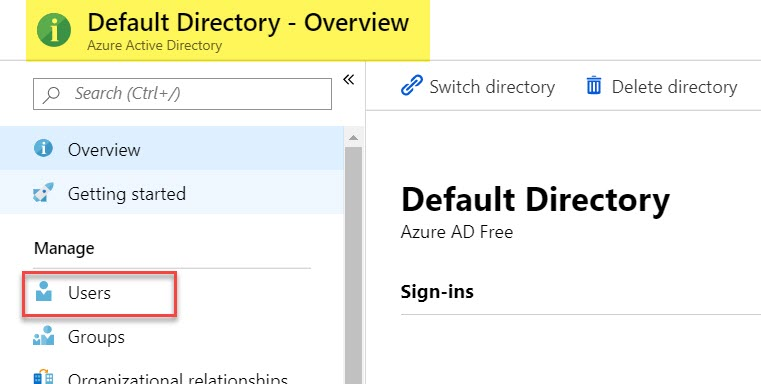 Default Directory - Overview
Azure Active Directory
Search (Ctrl+/)
«
Switch directory
Delete directory
Overview
Getting started
Default Directory
Azure AD Free
Manage
Sign-ins
Users
Groups
Organizational relationships